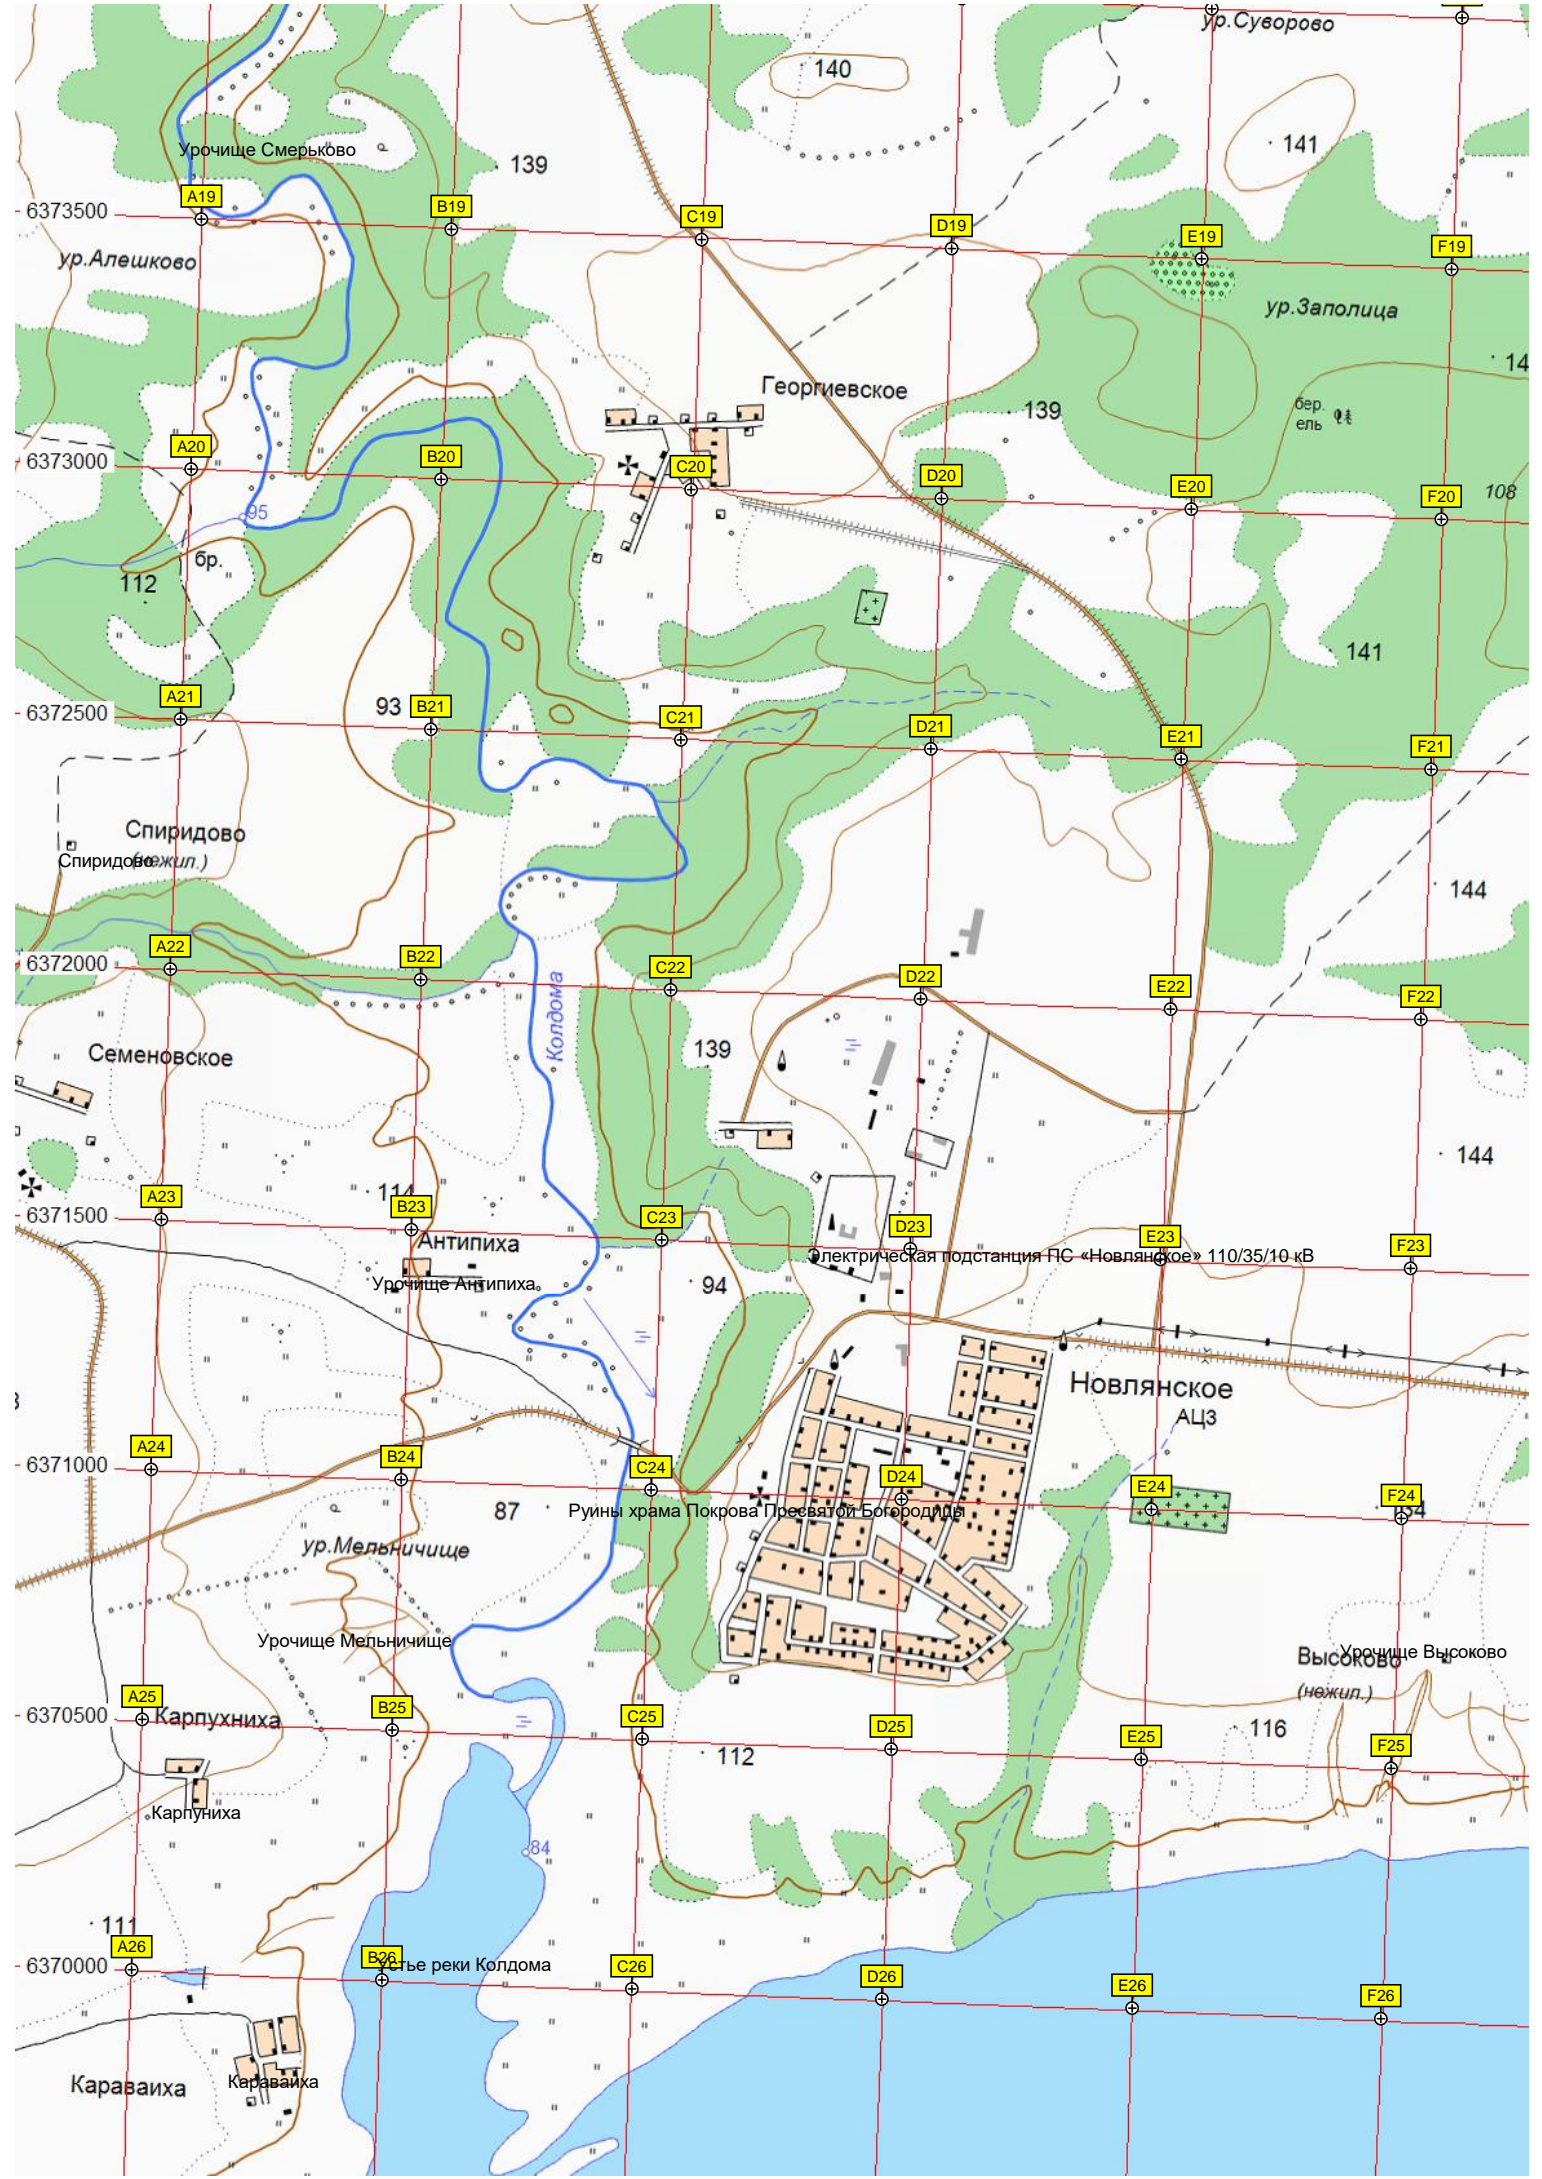 ур.Суворово
140
141
Урочище Смерьково
139
A19
B19
C19
D19
E19
F19
6373500
ур.Алешково
ур.Заполица
14
Георгиевское
139
бер.
ель
A20
B20
C20
D20
E20
F20
6373000
108
95
бр.
112
141
A21
B21
C21
D21
E21
F21
93
6372500
Спиридово
(нежил.)
Спиридово
144
A22
B22
C22
D22
E22
F22
6372000
Колдома
139
Семеновское
144
114
A23
B23
C23
D23
E23
F23
6371500
Антипиха
Электрическая подстанция ПС «Новлянское» 110/35/10 кВ
Урочище Антипиха
94
Новлянское
АЦЗ
A24
B24
C24
D24
E24
F24
6371000
87
Руины храма Покрова Пресвятой Богородицы
ур.Мельничище
Урочище Мельничище
Высоково
Урочище Высоково
(нежил.)
A25
B25
C25
D25
E25
F25
6370500
Карпухниха
116
112
Карпуниха
84
111
A26
B26
C26
D26
E26
F26
6370000
Устье реки Колдома
Караваиха
Караваиха